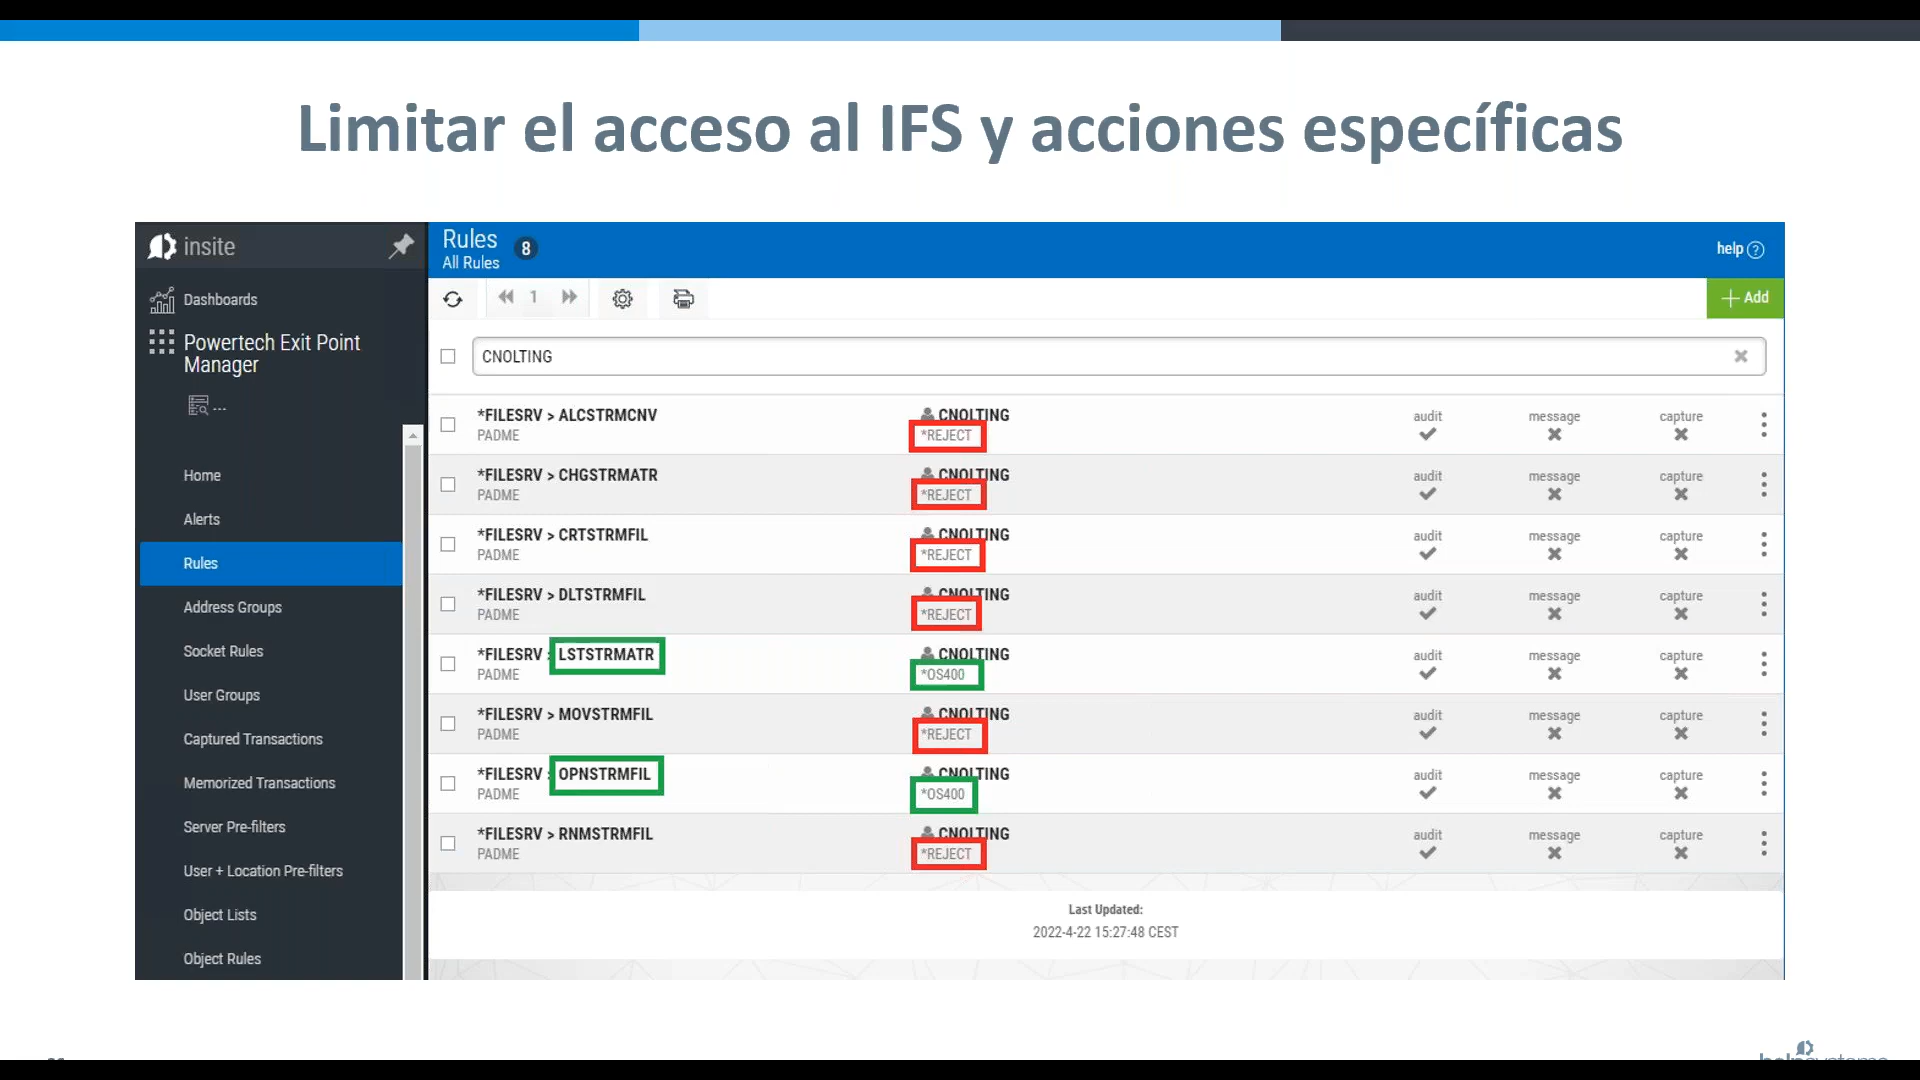 Limitar el acceso al IFS y acciones específicas
insite
Rules 8
All Rules
help ?
Dashboards
1
+ Add
Powertech Exit Point
Manager
CNOLTING
...
*FILESRV > ALCSTRMCNV CNOLTING audit message capture
PADME *REJECT
Home
*FILESRV > CHGSTRMATR CNOLTING audit message capture
PADME *REJECT
Alerts
*FILESRV > CRTSTRMFIL CNOLTING audit message capture
PADME *REJECT
Rules
*FILESRV > DLTSTRMFIL CNOLTING audit message capture
PADME *REJECT
Address Groups
*FILESRV > LSTSTRMATR CNOLTING audit message capture
PADME *OS400
Socket Rules
User Groups
*FILESRV > MOVSTRMFIL CNOLTING audit message capture
PADME *REJECT
Captured Transactions
*FILESRV > OPNSTRMFIL CNOLTING audit message capture
PADME *OS400
Memorized Transactions
Server Pre-filters
*FILESRV > RNMSTRMFIL CNOLTING audit message capture
PADME *REJECT
User + Location Pre-filters
Object Lists
Object Rules
Last Updated:
2022-4-22 15:27:48 CEST